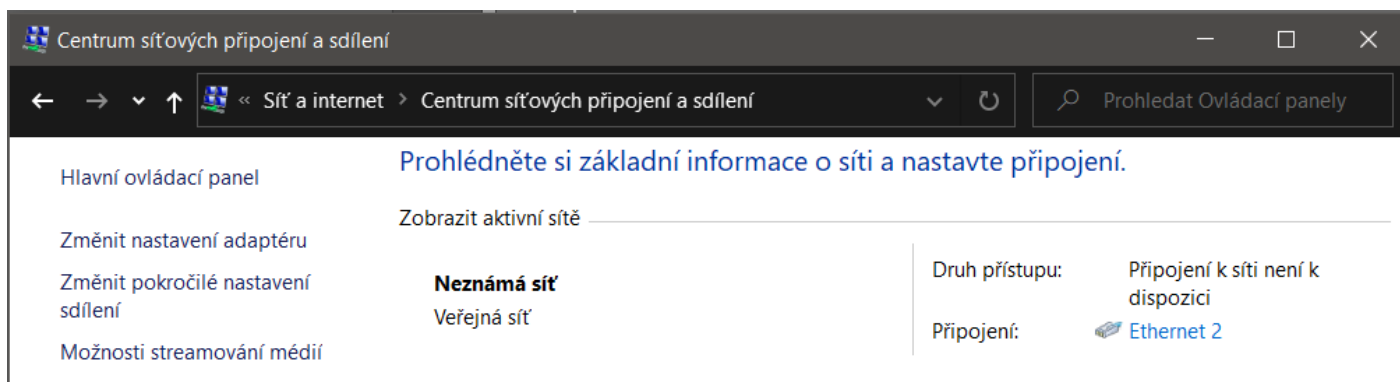 Centrum síťových připojení a sdílení
« Síť a internet > Centrum síťových připojení a sdílení
Prohledat Ovládací panely
Hlavní ovládací panel
Změnit nastavení adaptéru
Změnit pokročilé nastavení
sdílení
Možnosti streamování médií
Prohlédněte si základní informace o síti a nastavte připojení.
Zobrazit aktivní sítě
Neznámá síť
Veřejná síť
Druh přístupu: Připojení k síti není k
dispozici
Připojení: Ethernet 2